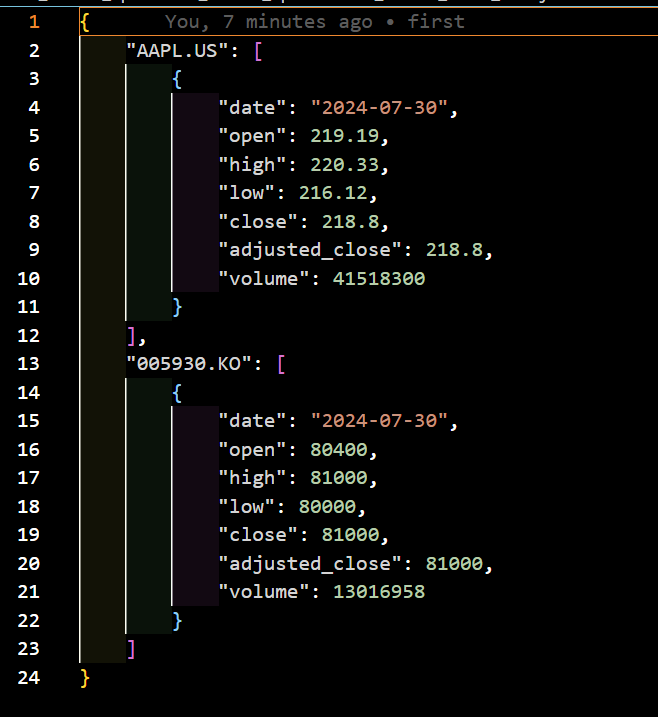 1 { You, 7 minutes ago • first
2 "AAPL.US": [
3 {
4 "date": "2024-07-30",
5 "open": 219.19,
6 "high": 220.33,
7 "low": 216.12,
8 "close": 218.8,
9 "adjusted_close": 218.8,
10 "volume": 41518300
11 }
12 ],
13 "005930.KO": [
14 {
15 "date": "2024-07-30",
16 "open": 80400,
17 "high": 81000,
18 "low": 80000,
19 "close": 81000,
20 "adjusted_close": 81000,
21 "volume": 13016958
22 }
23 ]
24 }